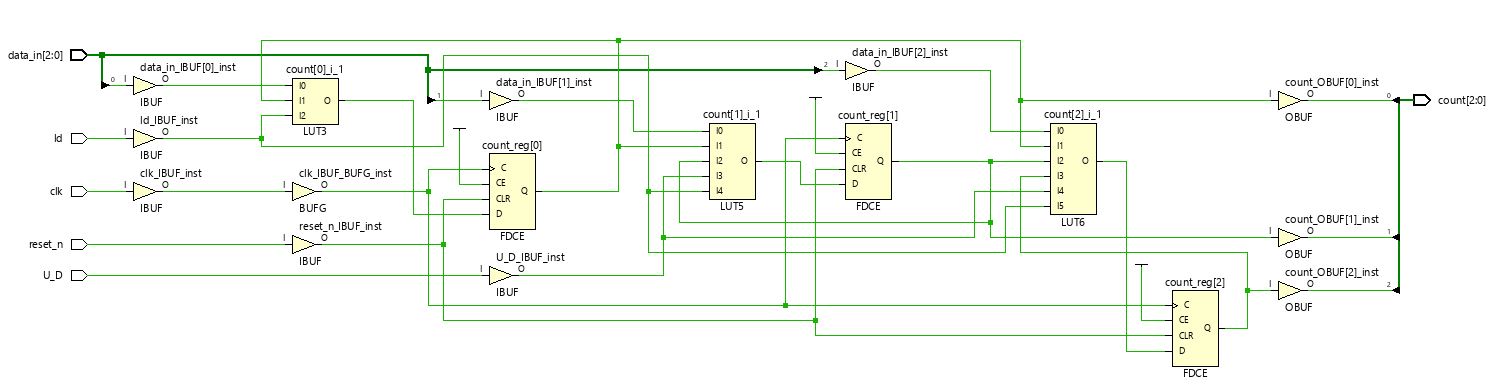 data_in[2:0]
0
I
data_in_IBUF[0]_inst
O
IBUF
ld
I
ld_IBUF_inst
O
IBUF
clk
I
clk_IBUF_inst
O
IBUF
I
clk_IBUF_BUFG_inst
O
BUFG
reset_n
I
reset_n_IBUF_inst
O
IBUF
U_D
I
U_D_IBUF_inst
O
IBUF
count[0]_i_1
I0
I1
I2
O
LUT3
1
I
data_in_IBUF[1]_inst
O
IBUF
count_reg[0]
C
CE
CLR
D
Q
FDCE
count[1]_i_1
I0
I1
I2
I3
I4
O
LUT5
2
I
data_in_IBUF[2]_inst
O
IBUF
count_reg[1]
C
CE
CLR
D
Q
FDCE
count[2]_i_1
I0
I1
I2
I3
I4
I5
O
LUT6
count_reg[2]
C
CE
CLR
D
Q
FDCE
I
count_OBUF[0]_inst
O
OBUF
0
count[2:0]
I
count_OBUF[1]_inst
O
OBUF
1
I
count_OBUF[2]_inst
O
OBUF
2